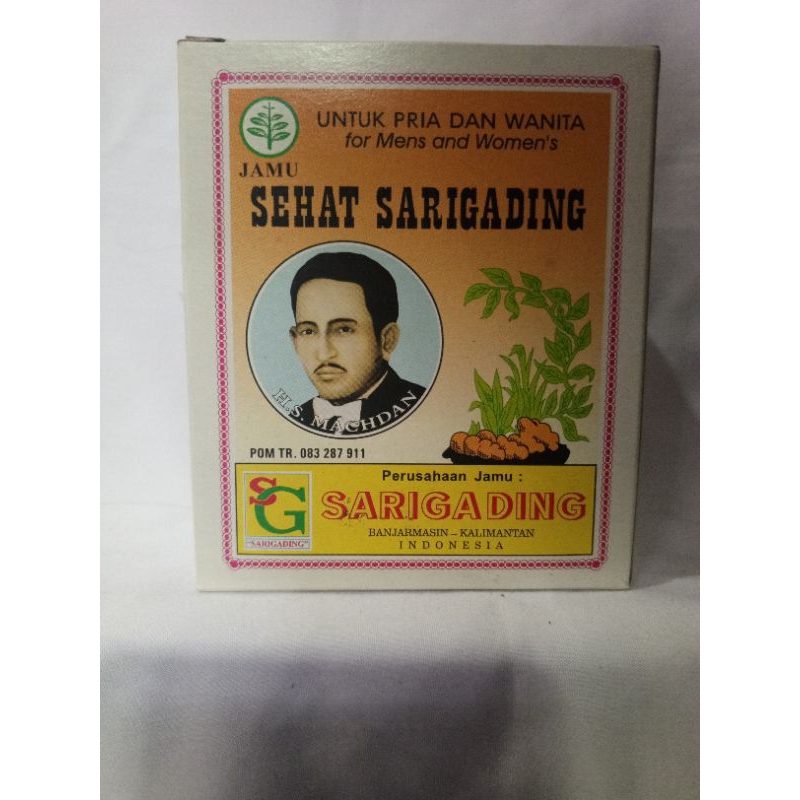 UNTUK PRIA DAN WANITA
for Mens and Women's
JAMU
SEHAT SARIGADING
H.S. MACHDAN
POM TR. 083 287 911
Perusahaan Jamu :
SG
SARIGADING
"SARIGADING"
BANJARMASIN – KALIMANTAN
INDONESIA